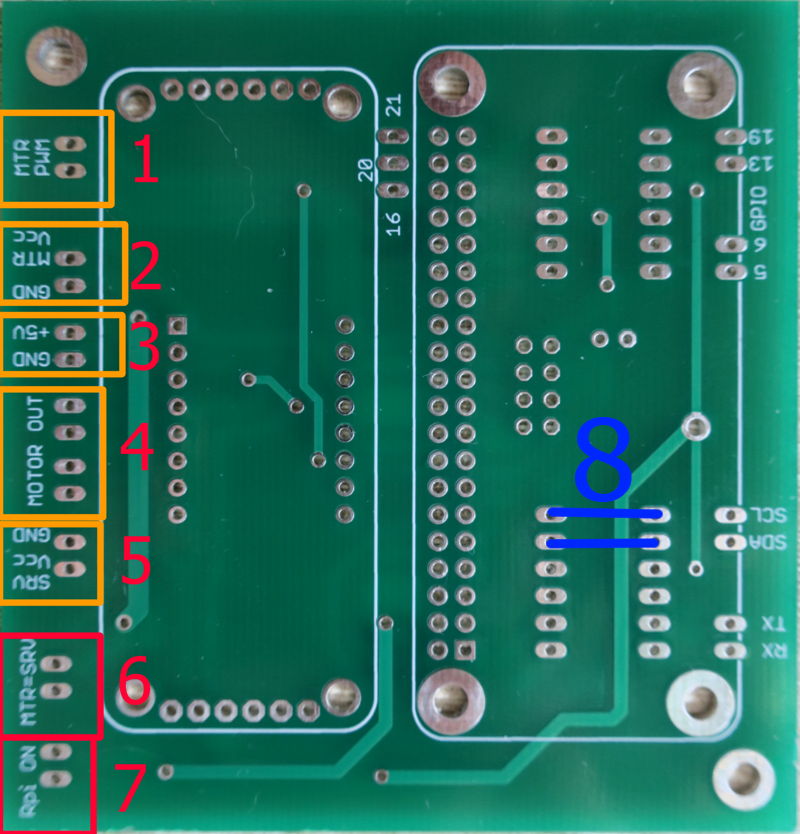 21
20
16
19
13
GPIO
6
5
MTR
PWM
1
Vcc
MTR
GND
2
+5V
GND
3
MOTOR OUT
4
GND
Vcc
SRV
5
8
SCL
SDA
TX
RX
MTR=SRV
6
Rpi ON
7